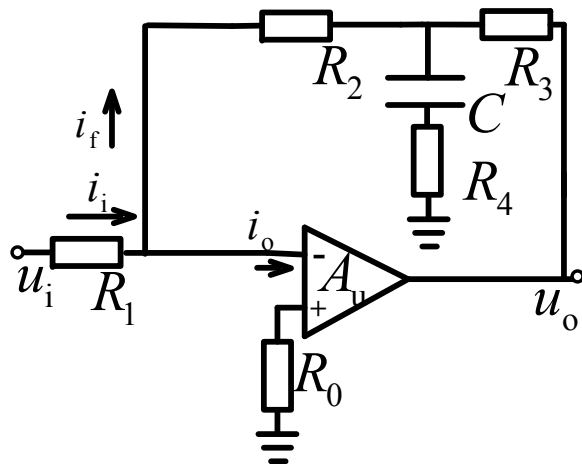 R₂
R₃
C
i_f
R₄
i_i
i_o
-
u_i
R₁
A_u
u_o
+
R₀